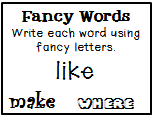 Fancy Words
Write each word using
fancy letters.
like
make WHERE